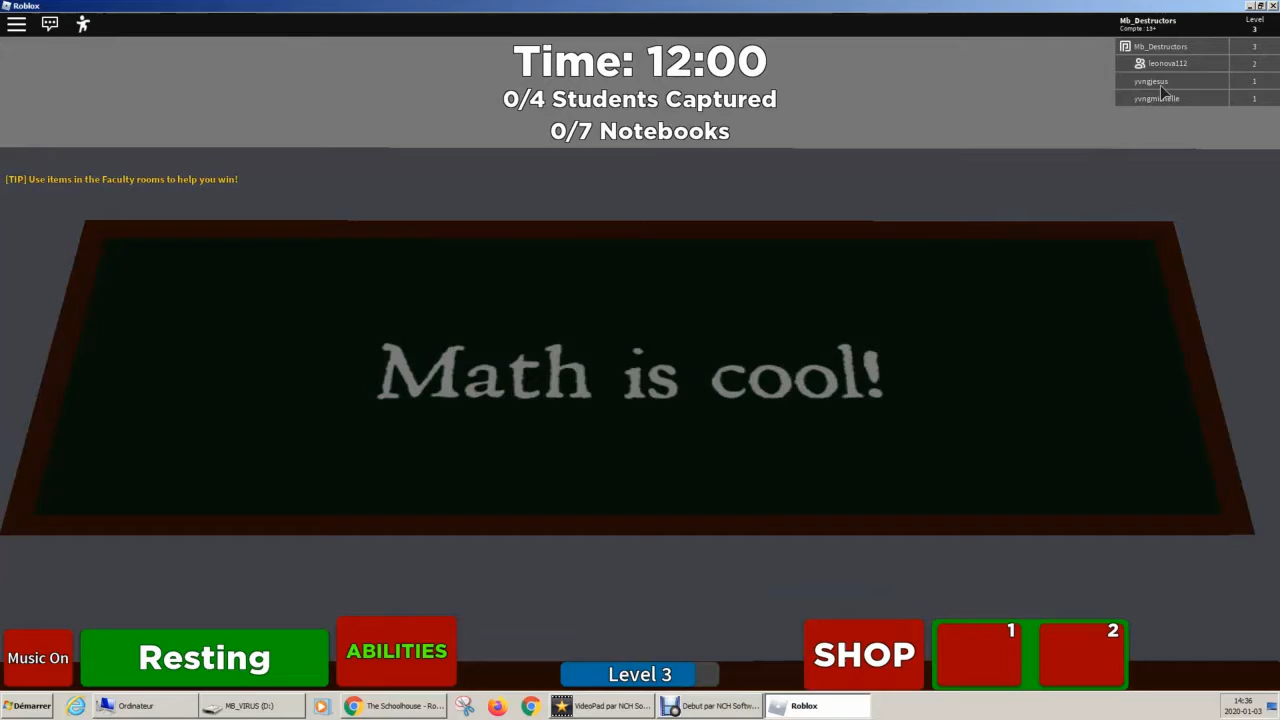 Roblox
Mb_Destructors
Compte : 13+
Level
3
Mb_Destructors 3
leonova112 2
yvngjesus 1
1
Time: 12:00
0/4 Students Captured
0/7 Notebooks
[TIP] Use items in the Faculty rooms to help you win!
Math is cool!
Music On
Resting
ABILITIES
Level 3
SHOP
1
2
Démarrer
Ordinateur
MB_VIRUS (D:)
The Schoolhouse - Ro...
VideoPad par NCH So...
Debut par NCH Softw...
Roblox
14:36
2020-01-03